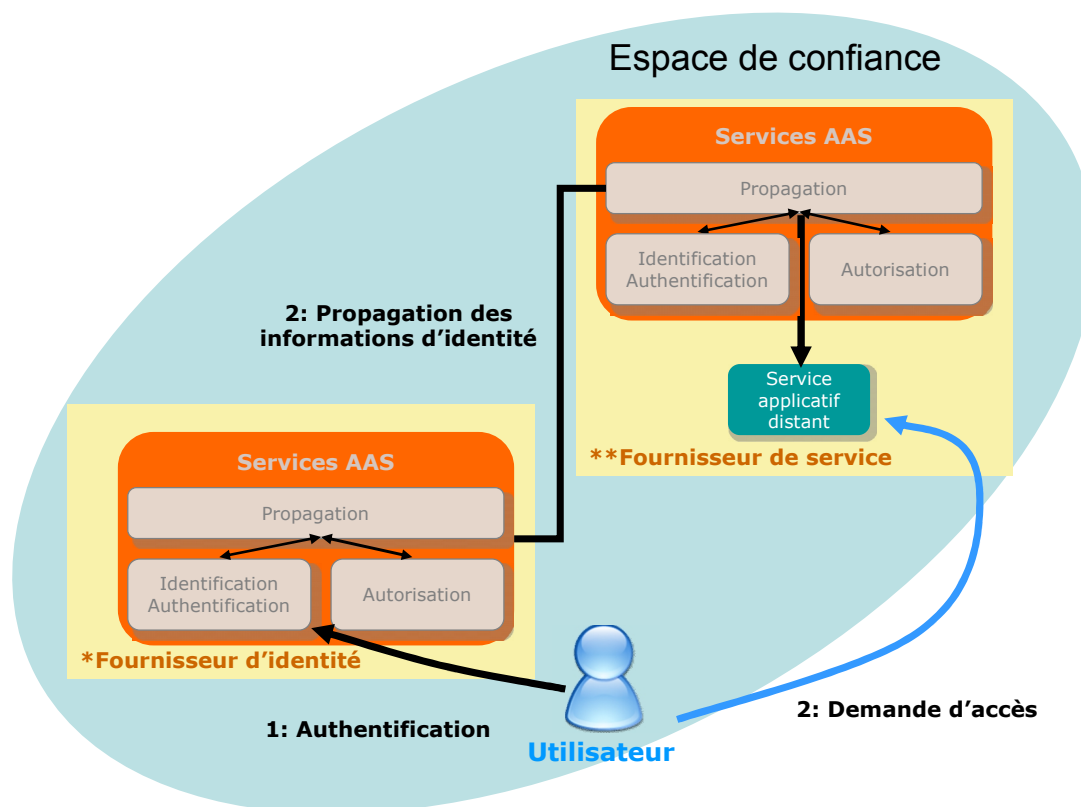 Espace de confiance
Services AAS
Propagation
Identification
Authentification
Autorisation
2: Propagation des
informations d’identité
Service
applicatif
distant
**Fournisseur de service
Services AAS
Propagation
Identification
Authentification
Autorisation
*Fournisseur d’identité
1: Authentification
2: Demande d’accès
Utilisateur